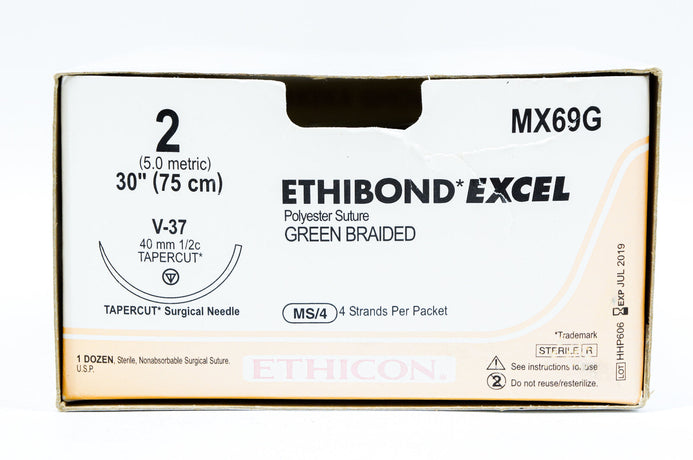 2
(5.0 metric)
30" (75 cm)
V-37
40 mm 1/2c
TAPERCUT*
TAPERCUT* Surgical Needle
1 DOZEN, Sterile, Nonabsorbable Surgical Suture.
U.S.P.
MX69G
ETHIBOND*EXCEL
Polyester Suture
GREEN BRAIDED
MS/4 4 Strands Per Packet
ETHICON®
*Trademark
STERILE R
See instructions for use
2 Do not reuse/resterilize.
LOT HHP606 EXP JUL 2019